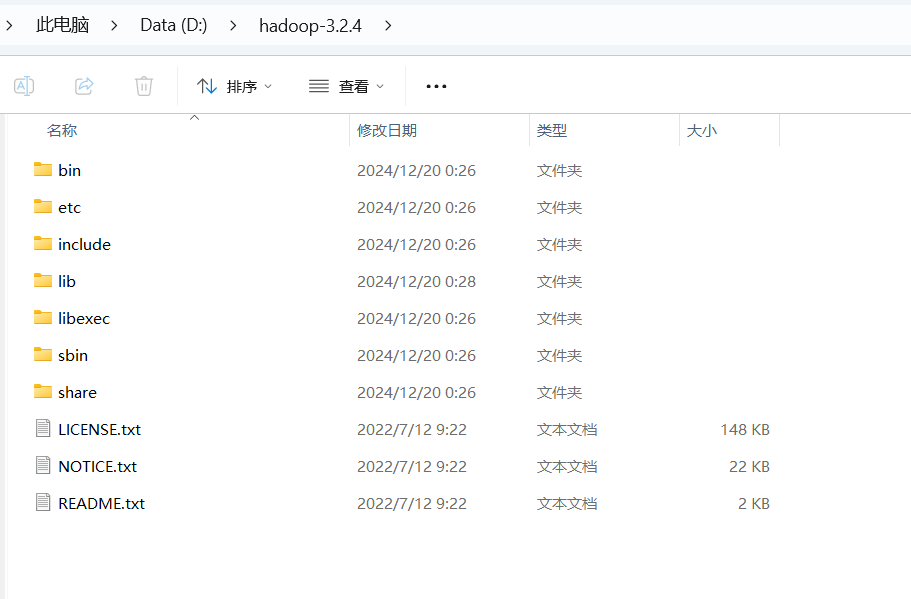 此电脑 Data (D:) hadoop-3.2.4
排序 查看
名称 修改日期 类型 大小
bin 2024/12/20 0:26 文件夹
etc 2024/12/20 0:26 文件夹
include 2024/12/20 0:26 文件夹
lib 2024/12/20 0:28 文件夹
libexec 2024/12/20 0:26 文件夹
sbin 2024/12/20 0:26 文件夹
share 2024/12/20 0:26 文件夹
LICENSE.txt 2022/7/12 9:22 文本文档 148 KB
NOTICE.txt 2022/7/12 9:22 文本文档 22 KB
README.txt 2022/7/12 9:22 文本文档 2 KB